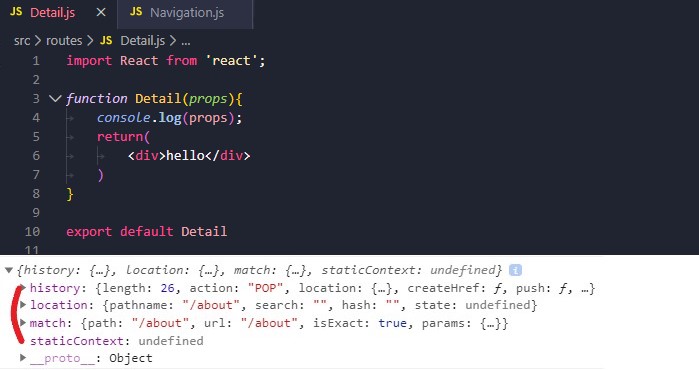 JS Detail.js × JS Navigation.js
src > routes > JS Detail.js > ...
1 import React from 'react';
2
3 function Detail(props){
4 console.log(props);
5 return(
6 <div>hello</div>
7 )
8 }
9
10 export default Detail
11
{history: {…}, location: {…}, match: {…}, staticContext: undefined} i
history: {length: 26, action: "POP", location: {…}, createHref: ƒ, push: ƒ, …}
location: {pathname: "/about", search: "", hash: "", state: undefined}
match: {path: "/about", url: "/about", isExact: true, params: {…}}
staticContext: undefined
__proto__: Object